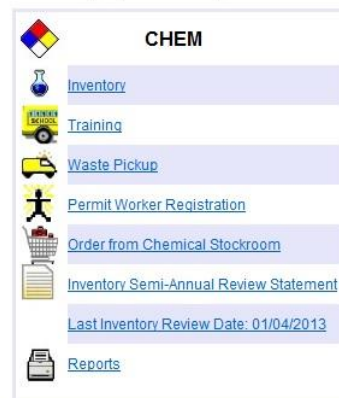 CHEM
Inventory
SCHOOL
Training
Waste Pickup
Permit Worker Registration
Order from Chemical Stockroom
Inventory Semi-Annual Review Statement
Last Inventory Review Date: 01/04/2013
Reports